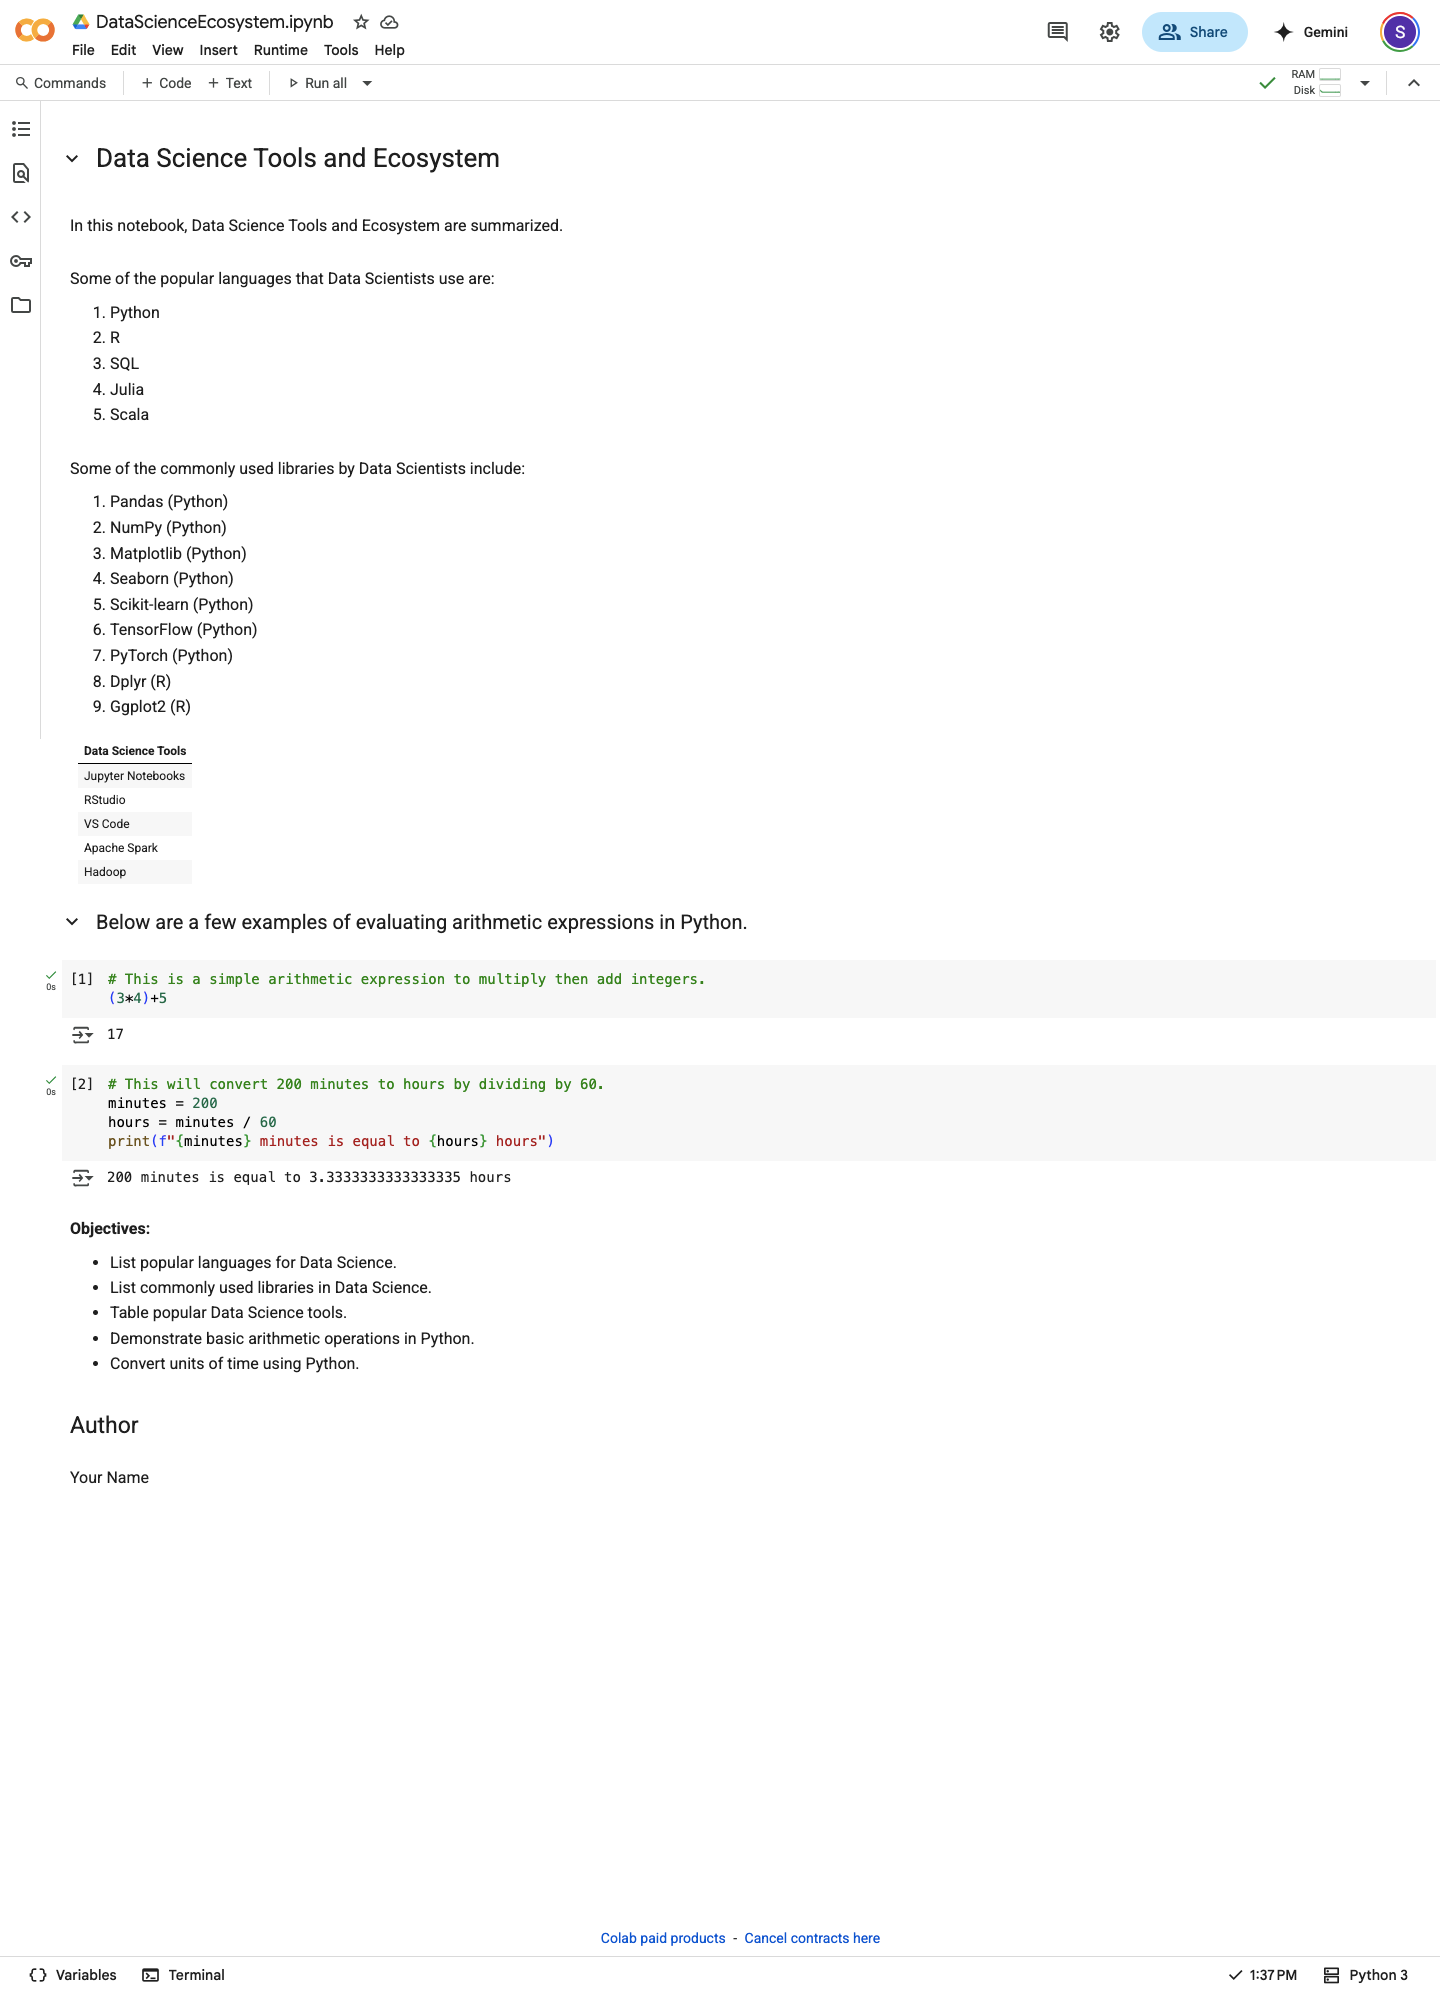 DataScienceEcosystem.ipynb
File Edit View Insert Runtime Tools Help
Share
Gemini
S
Commands + Code + Text Run all
RAM
Disk
Data Science Tools and Ecosystem
In this notebook, Data Science Tools and Ecosystem are summarized.
Some of the popular languages that Data Scientists use are:
1. Python
2. R
3. SQL
4. Julia
5. Scala
Some of the commonly used libraries by Data Scientists include:
1. Pandas (Python)
2. NumPy (Python)
3. Matplotlib (Python)
4. Seaborn (Python)
5. Scikit-learn (Python)
6. TensorFlow (Python)
7. PyTorch (Python)
8. Dplyr (R)
9. Ggplot2 (R)
Data Science Tools
Jupyter Notebooks
RStudio
VS Code
Apache Spark
Hadoop
Below are a few examples of evaluating arithmetic expressions in Python.
0s
[1] # This is a simple arithmetic expression to multiply then add integers.
(3*4)+5
17
0s
[2] # This will convert 200 minutes to hours by dividing by 60.
minutes = 200
hours = minutes / 60
print(f"{minutes} minutes is equal to {hours} hours")
200 minutes is equal to 3.3333333333333335 hours
Objectives:
• List popular languages for Data Science.
• List commonly used libraries in Data Science.
• Table popular Data Science tools.
• Demonstrate basic arithmetic operations in Python.
• Convert units of time using Python.
Author
Your Name
Colab paid products - Cancel contracts here
Variables Terminal 1:37 PM Python 3